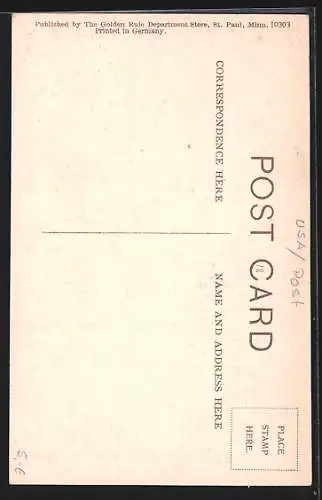 Published by The Golden Rule Department Store, St. Paul, Minn. 10303
Printed in Germany.
POST CARD
CORRESPONDENCE HERE
NAME AND ADDRESS HERE
PLACE
STAMP
HERE.
USA/Post
18